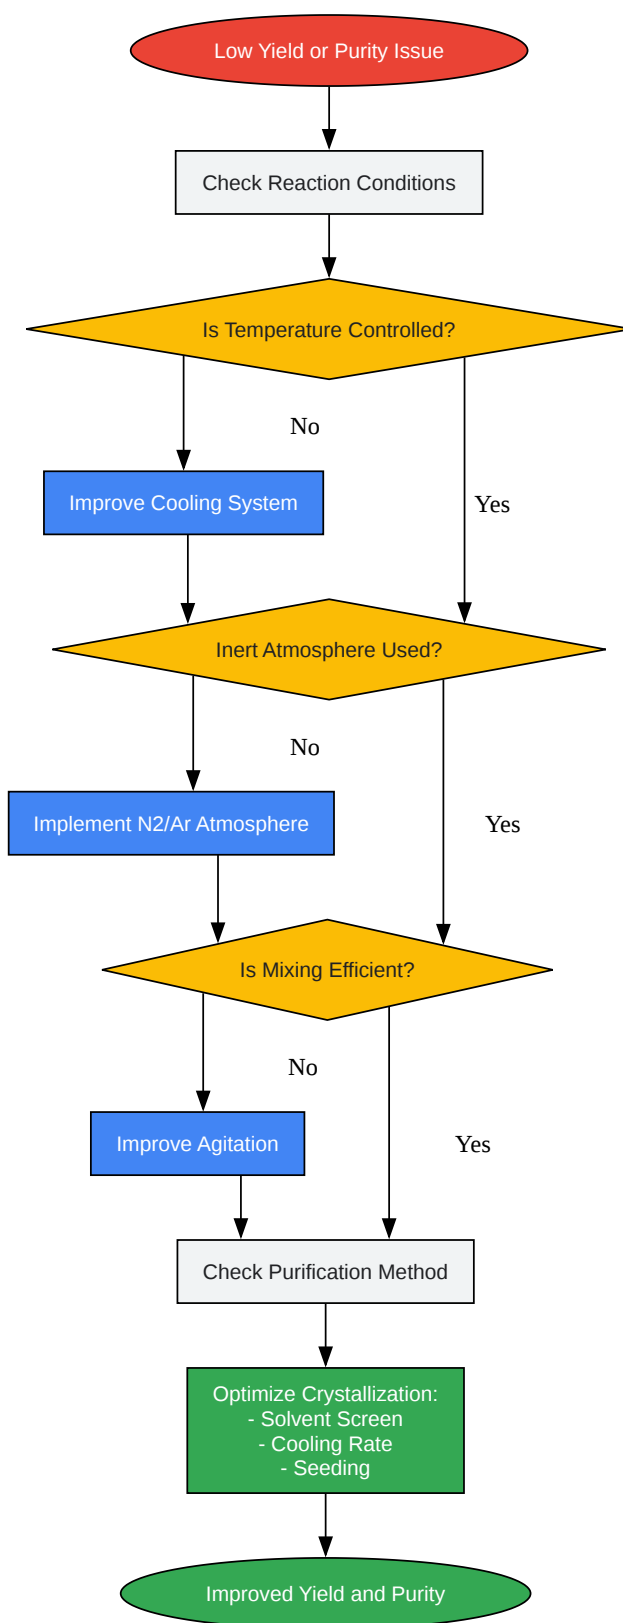 Low Yield or Purity Issue
Check Reaction Conditions
Is Temperature Controlled?
No
Improve Cooling System
Yes
Inert Atmosphere Used?
No
Implement N2/Ar Atmosphere
Yes
Is Mixing Efficient?
No
Improve Agitation
Yes
Check Purification Method
Optimize Crystallization:
- Solvent Screen
- Cooling Rate
- Seeding
Improved Yield and Purity